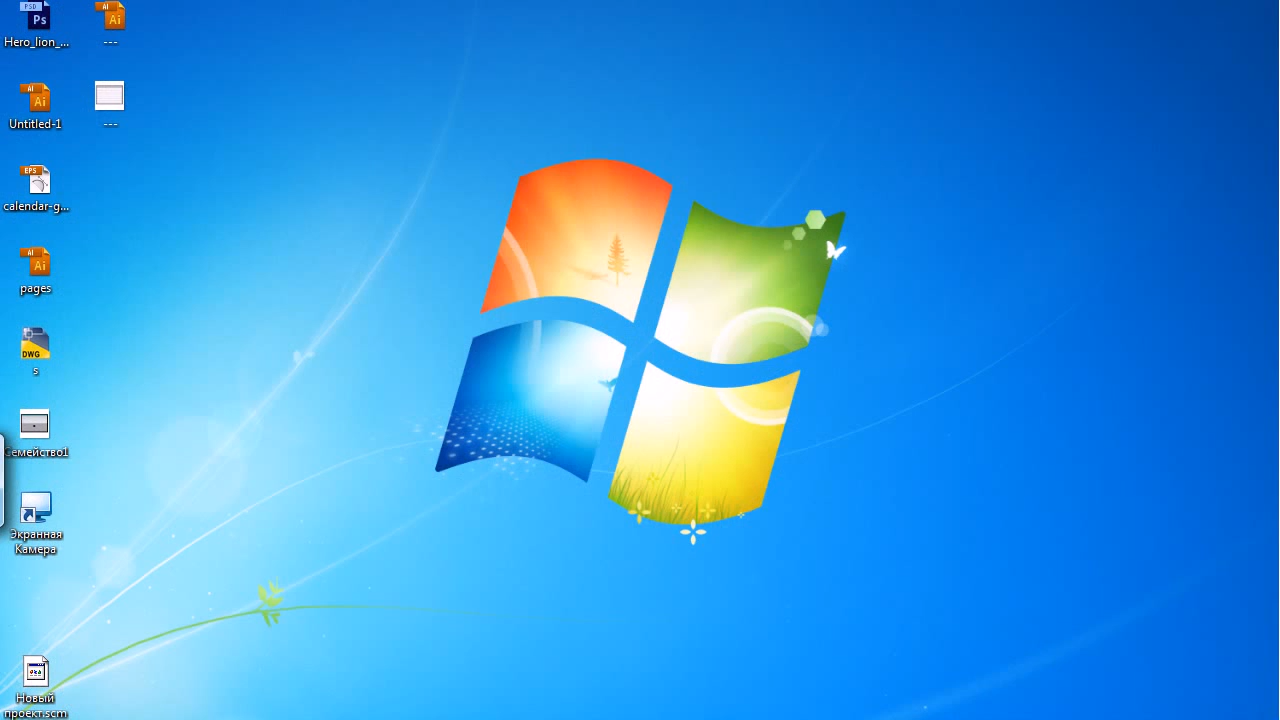 PSD
Ps
Hero_lion_...
AI
Ai
Untitled-1
EPS
calendar-g...
AI
Ai
pages
DWG
s
Семейство1
Экранная
Камера
Новый
проект.scm
AI
Ai
---
---